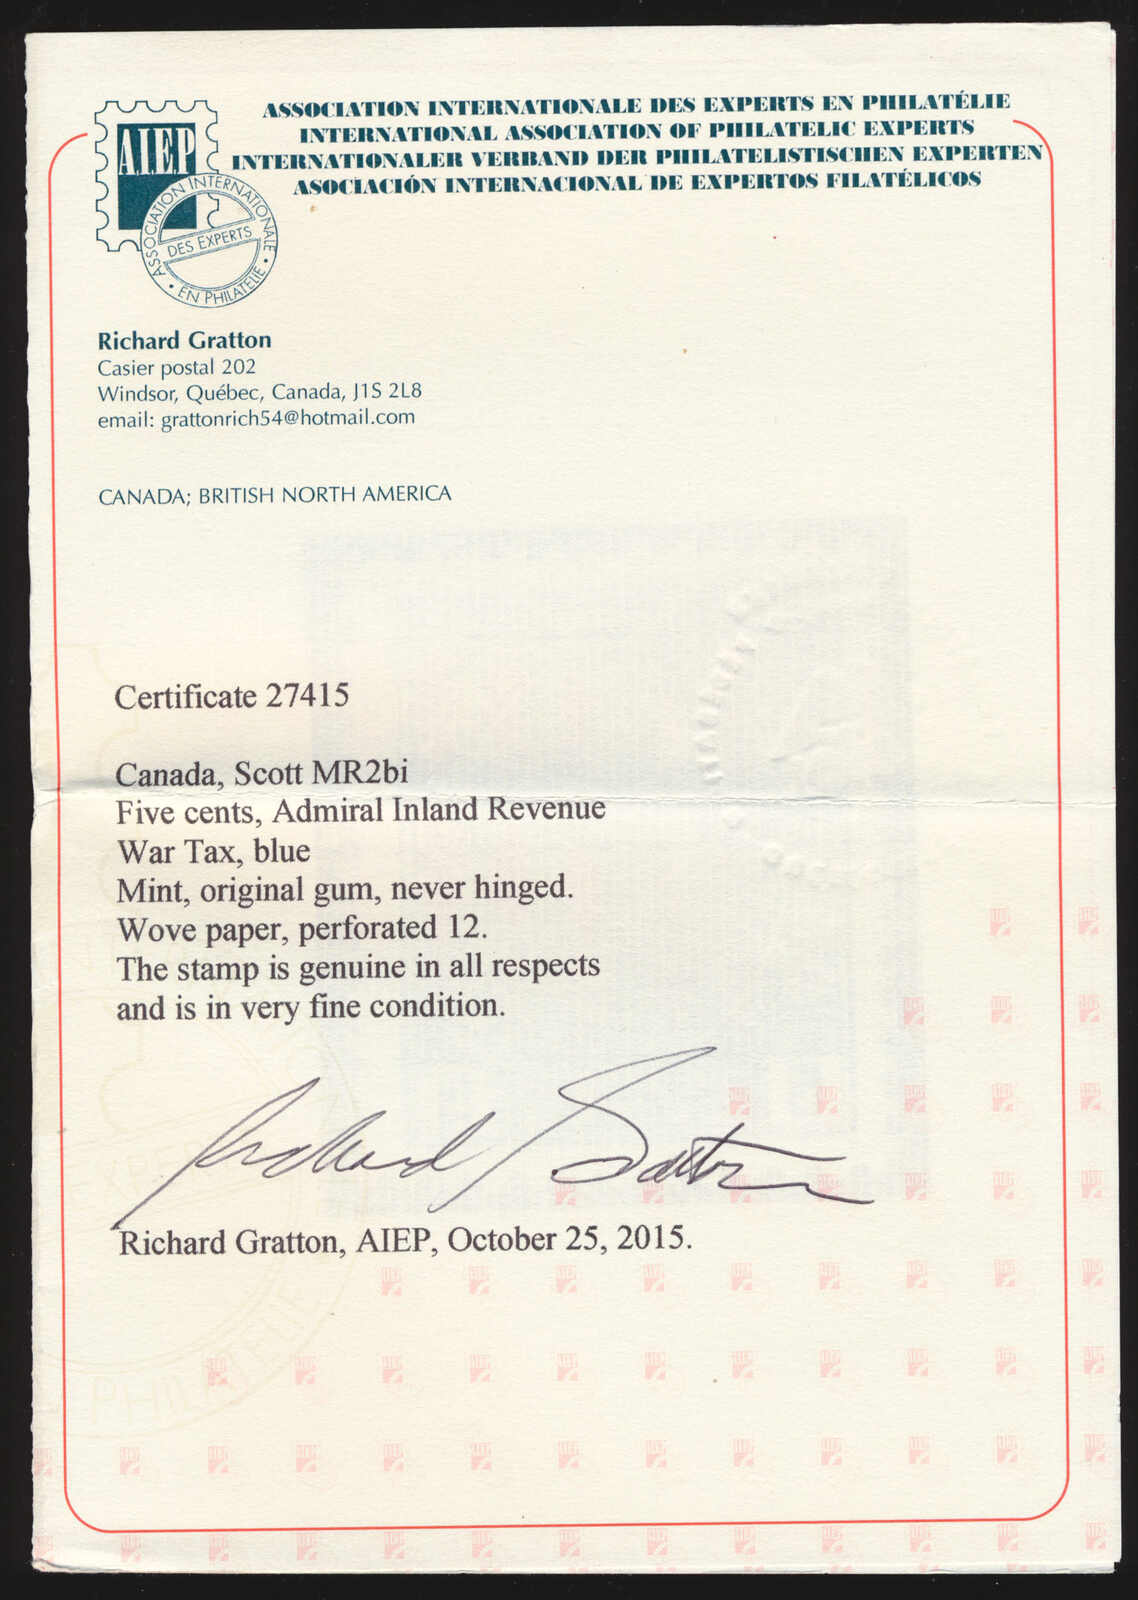 ASSOCIATION INTERNATIONALE DES EXPERTS EN PHILATÉLIE
INTERNATIONAL ASSOCIATION OF PHILATELIC EXPERTS
INTERNATIONALER VERBAND DER PHILATELISTISCHEN EXPERTEN
ASOCIACIÓN INTERNACIONAL DE EXPERTOS FILATÉLICOS
AIEP
ASSOCIATION INTERNATIONALE
DES EXPERTS
• EN PHILATELIE •
Richard Gratton
Casier postal 202
Windsor, Québec, Canada, J1S 2L8
email: grattonrich54@hotmail.com
CANADA; BRITISH NORTH AMERICA
Certificate 27415
Canada, Scott MR2bi
Five cents, Admiral Inland Revenue
War Tax, blue
Mint, original gum, never hinged.
Wove paper, perforated 12.
The stamp is genuine in all respects
and is in very fine condition.
Richard Gratton
Richard Gratton, AIEP, October 25, 2015.